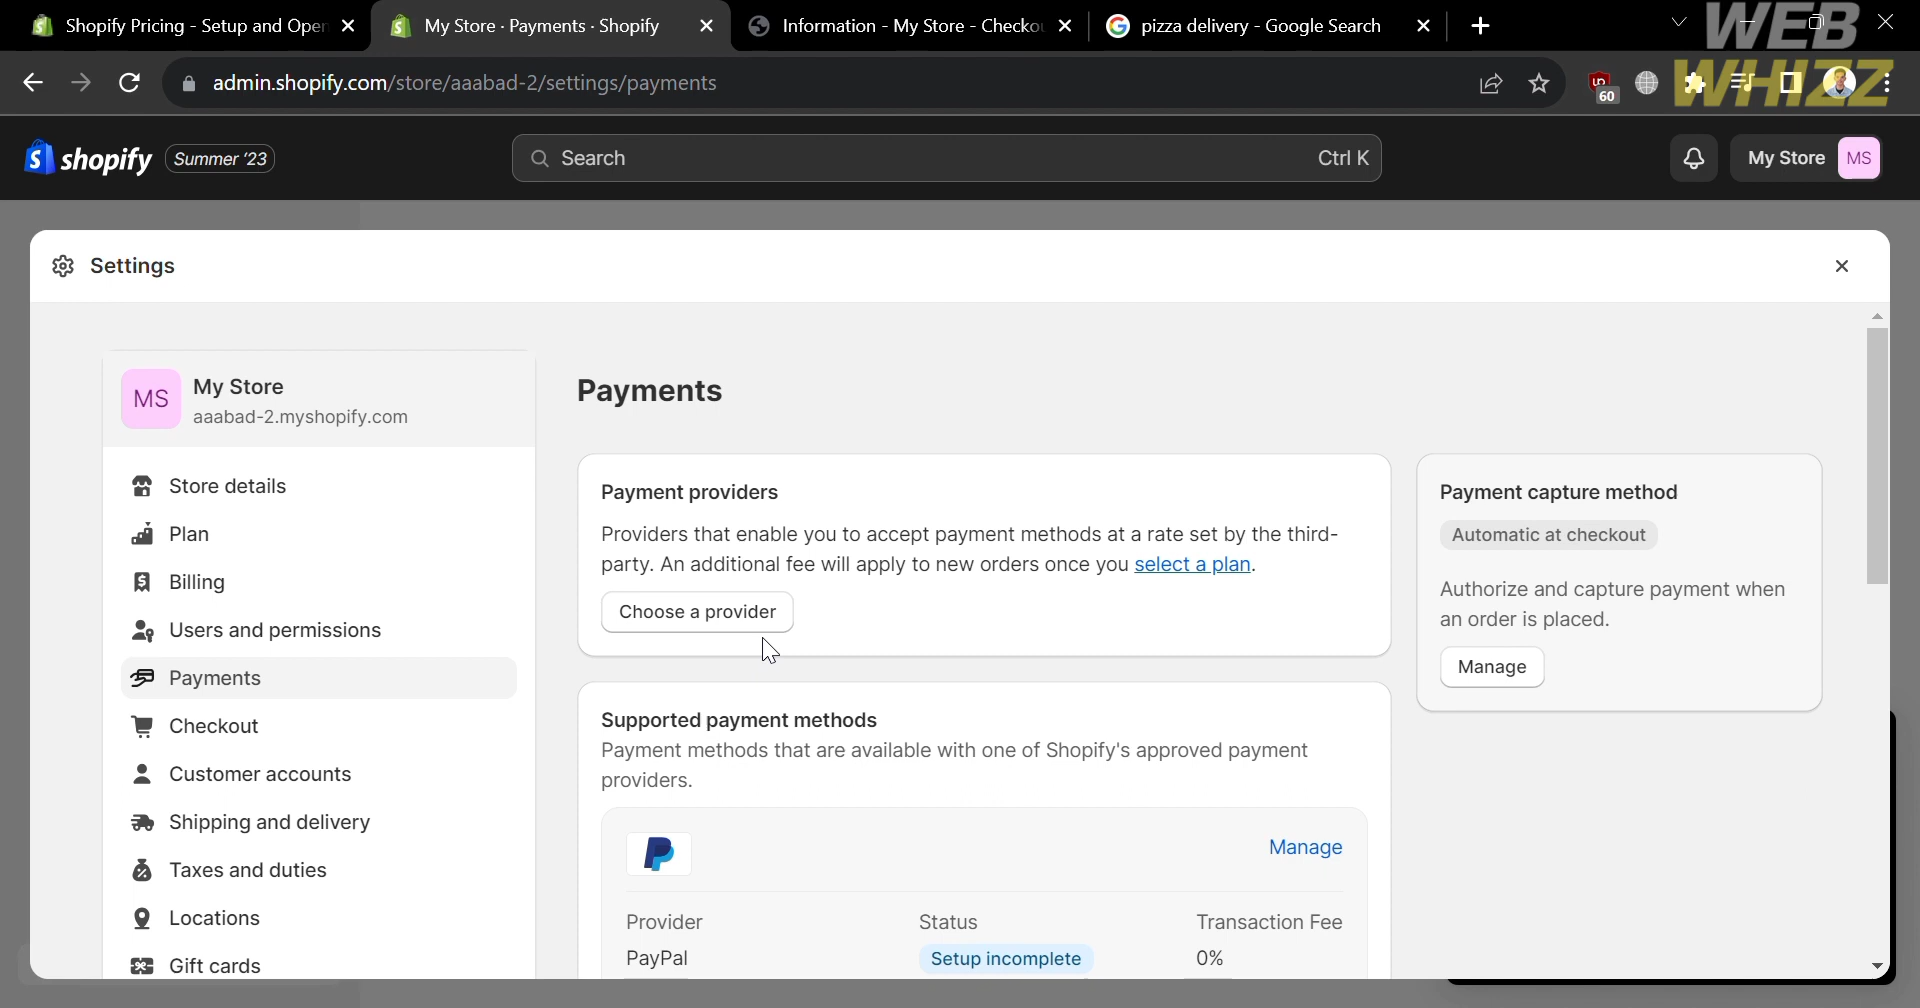 Shopify Pricing - Setup and Open
My Store · Payments · Shopify
Information - My Store - Checkou
pizza delivery - Google Search
WEB
WHIZZ
admin.shopify.com/store/aaabad-2/settings/payments
60
shopify
Summer '23
Search
Ctrl K
My Store
MS
Settings
MS
My Store
aaabad-2.myshopify.com
Store details
Plan
Billing
Users and permissions
Payments
Checkout
Customer accounts
Shipping and delivery
Taxes and duties
Locations
Gift cards
Payments
Payment providers
Providers that enable you to accept payment methods at a rate set by the third-
party. An additional fee will apply to new orders once you select a plan.
Choose a provider
Supported payment methods
Payment methods that are available with one of Shopify's approved payment
providers.
Manage
Provider
Status
Transaction Fee
PayPal
Setup incomplete
0%
Payment capture method
Automatic at checkout
Authorize and capture payment when
an order is placed.
Manage